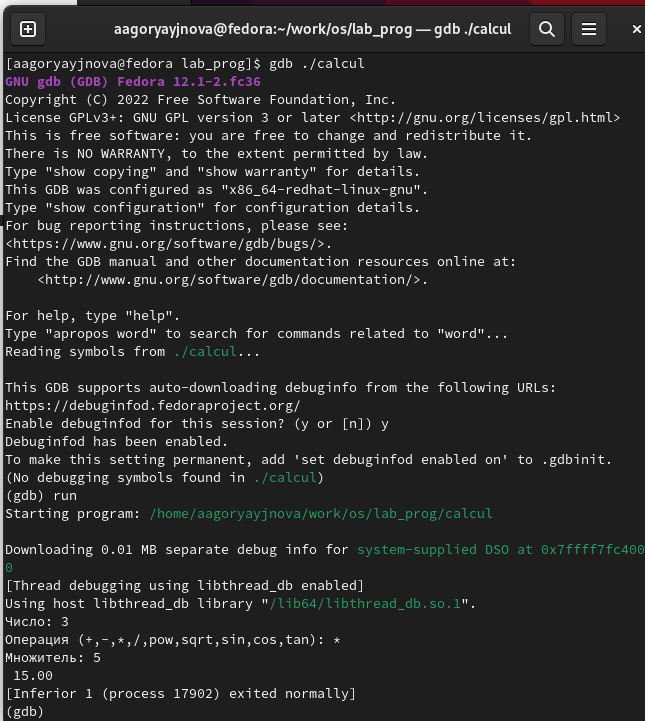 aagoryayjnova@fedora:~/work/os/lab_prog — gdb ./calcul
[aagoryayjnova@fedora lab_prog]$ gdb ./calcul
GNU gdb (GDB) Fedora 12.1-2.fc36
Copyright (C) 2022 Free Software Foundation, Inc.
License GPLv3+: GNU GPL version 3 or later <http://gnu.org/licenses/gpl.html>
This is free software: you are free to change and redistribute it.
There is NO WARRANTY, to the extent permitted by law.
Type "show copying" and "show warranty" for details.
This GDB was configured as "x86_64-redhat-linux-gnu".
Type "show configuration" for configuration details.
For bug reporting instructions, please see:
<https://www.gnu.org/software/gdb/bugs/>.
Find the GDB manual and other documentation resources online at:
    <http://www.gnu.org/software/gdb/documentation/>.

For help, type "help".
Type "apropos word" to search for commands related to "word"...
Reading symbols from ./calcul...

This GDB supports auto-downloading debuginfo from the following URLs:
https://debuginfod.fedoraproject.org/
Enable debuginfod for this session? (y or [n]) y
Debuginfod has been enabled.
To make this setting permanent, add 'set debuginfod enabled on' to .gdbinit.
(No debugging symbols found in ./calcul)
(gdb) run
Starting program: /home/aagoryayjnova/work/os/lab_prog/calcul

Downloading 0.01 MB separate debug info for system-supplied DSO at 0x7ffff7fc400
0
[Thread debugging using libthread_db enabled]
Using host libthread_db library "/lib64/libthread_db.so.1".
Число: 3
Операция (+,-,*,/,pow,sqrt,sin,cos,tan): *
Множитель: 5
 15.00
[Inferior 1 (process 17902) exited normally]
(gdb)